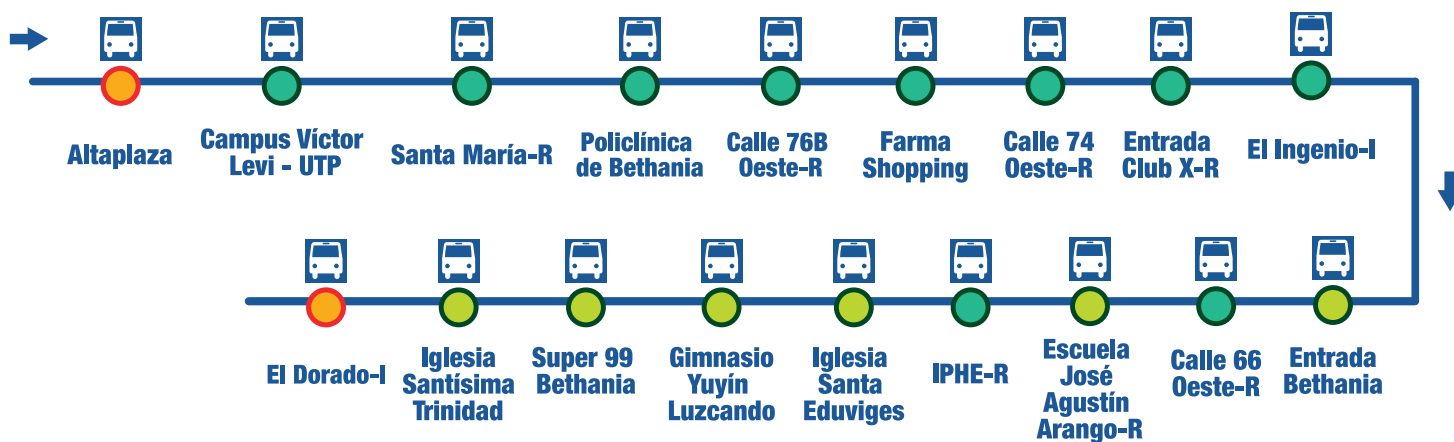 Altaplaza
Campus Víctor
Levi - UTP
Santa María-R
Policlínica
de Bethania
Calle 76B
Oeste-R
Farma
Shopping
Calle 74
Oeste-R
Entrada
Club X-R
El Ingenio-I
El Dorado-I
Iglesia
Santísima
Trinidad
Super 99
Bethania
Gimnasio
Yuyín
Luzcando
Iglesia
Santa
Eduviges
IPHE-R
Escuela
José
Agustín
Arango-R
Calle 66
Oeste-R
Entrada
Bethania